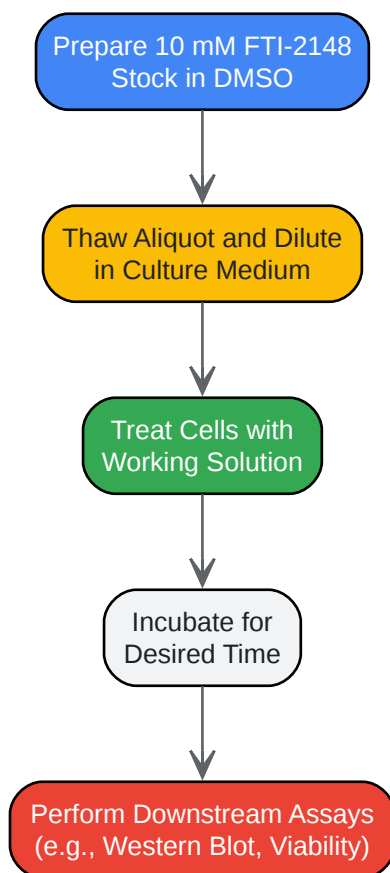 Prepare 10 mM FTI-2148
Stock in DMSO
Thaw Aliquot and Dilute
in Culture Medium
Treat Cells with
Working Solution
Incubate for
Desired Time
Perform Downstream Assays
(e.g., Western Blot, Viability)